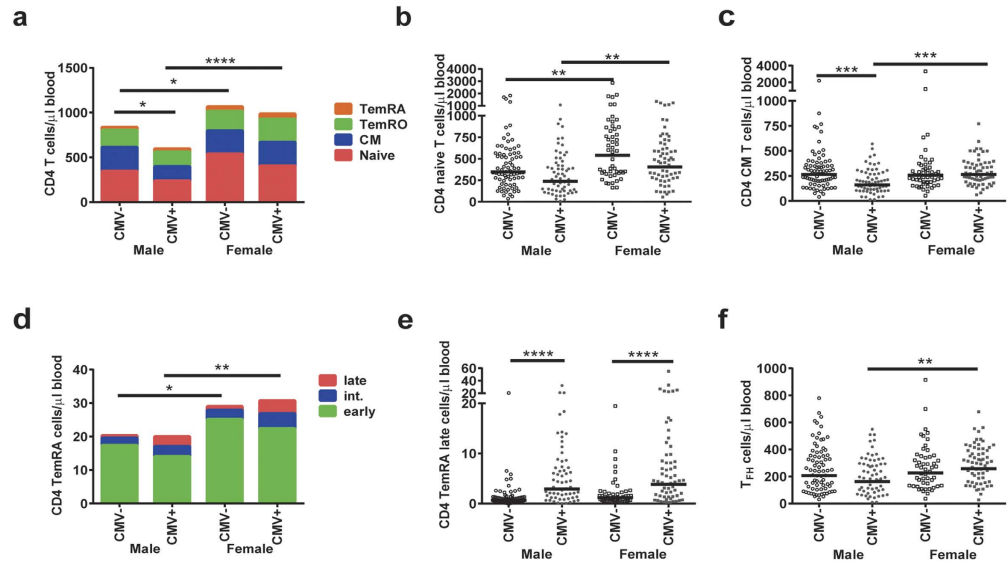 a
CD4 T cells/µl blood
1500
1000
500
0
*
*
****
TemRA
TemRO
CM
Naive
CMV-
CMV+
CMV-
CMV+
Male
Female
b
CD4 naive T cells/µl blood
4000
3000
2000
1000
1000
750
500
250
0
**
**
CMV-
CMV+
CMV-
CMV+
Male
Female
c
CD4 CM T cells/µl blood
4000
2000
1000
500
250
0
***
***
CMV-
CMV+
CMV-
CMV+
Male
Female
d
CD4 TemRA cells/µl blood
40
30
20
10
0
*
**
late
int.
early
CMV-
CMV+
CMV-
CMV+
Male
Female
e
CD4 TemRA late cells/µl blood
60
40
20
20
10
0
****
****
CMV-
CMV+
CMV-
CMV+
Male
Female
f
TFH cells/µl blood
1000
800
600
400
200
0
**
CMV-
CMV+
CMV-
CMV+
Male
Female